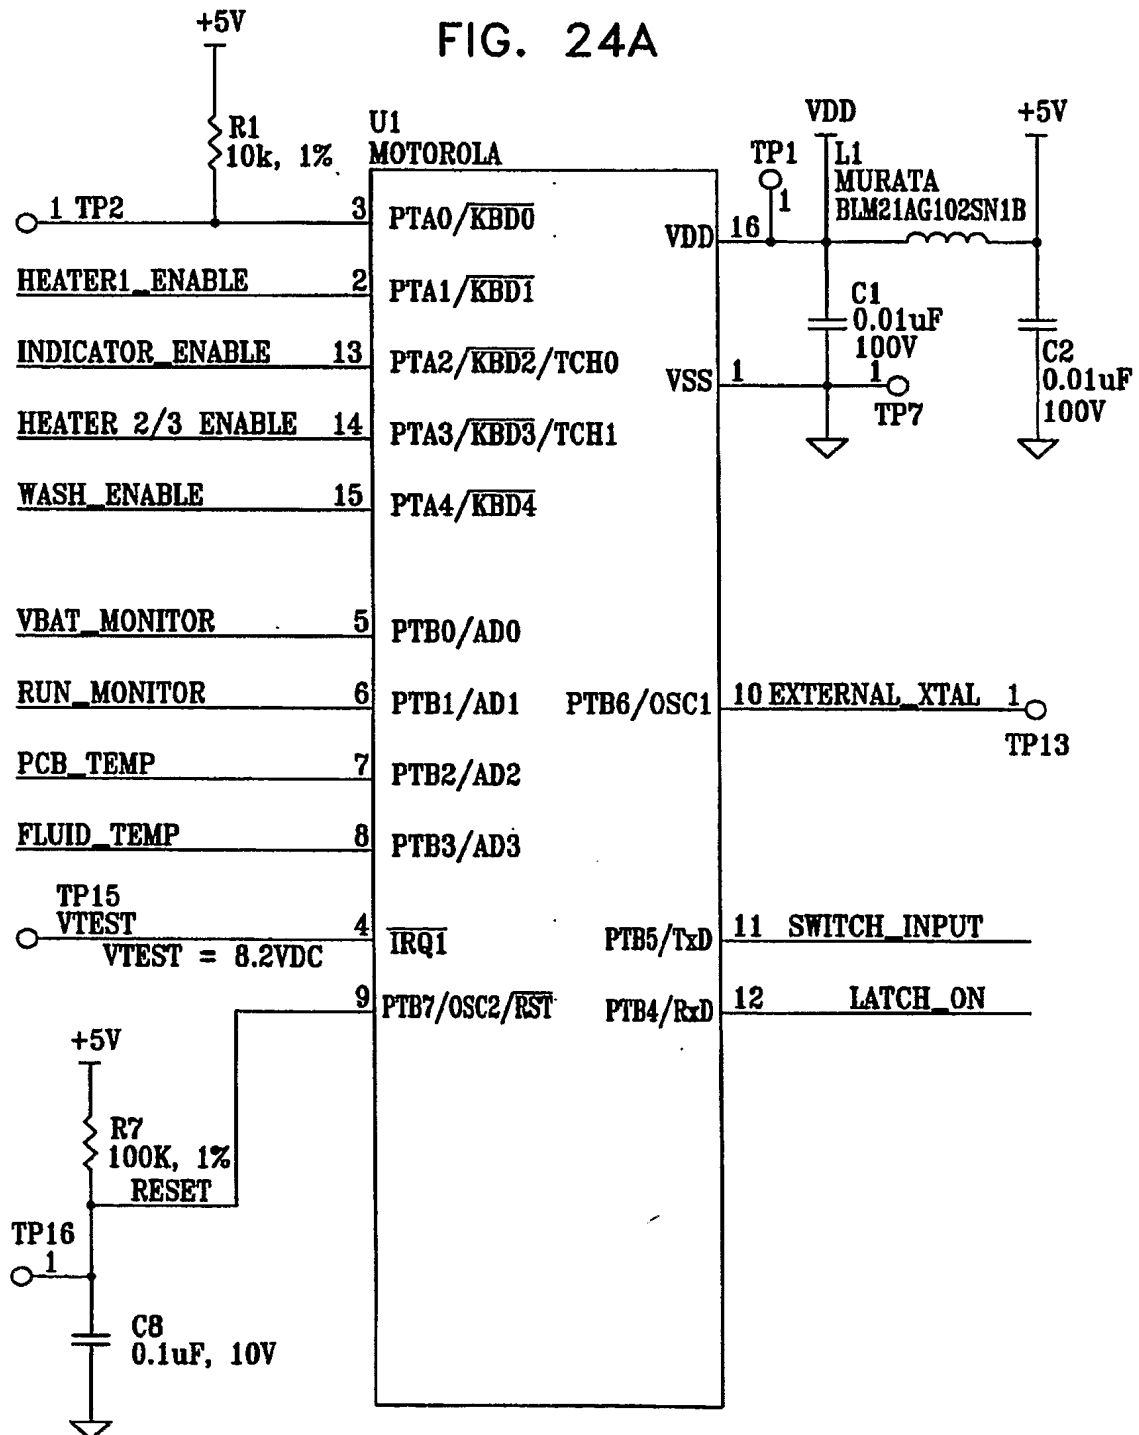 FIG. 24A
+5V
R1
10k, 1%
U1
MOTOROLA
1 TP2
3 PTA0/KBD0
HEATER1_ENABLE 2 PTA1/KBD1
INDICATOR_ENABLE 13 PTA2/KBD2/TCH0
HEATER 2/3 ENABLE 14 PTA3/KBD3/TCH1
WASH_ENABLE 15 PTA4/KBD4
VBAT_MONITOR 5 PTB0/AD0
RUN_MONITOR 6 PTB1/AD1
PCB_TEMP 7 PTB2/AD2
FLUID_TEMP 8 PTB3/AD3
TP15
VTEST
4 IRQ1
VTEST = 8.2VDC
9 PTB7/OSC2/RST
+5V
R7
100K, 1%
RESET
TP16
1
C8
0.1uF, 10V
VDD
+5V
TP1
1
L1
MURATA
BLM21AG102SN1B
VDD 16
C1
0.01uF
100V
C2
0.01uF
100V
VSS 1
1
TP7
PTB6/OSC1 10 EXTERNAL_XTAL 1
TP13
PTB5/TxD 11 SWITCH_INPUT
PTB4/RxD 12 LATCH_ON